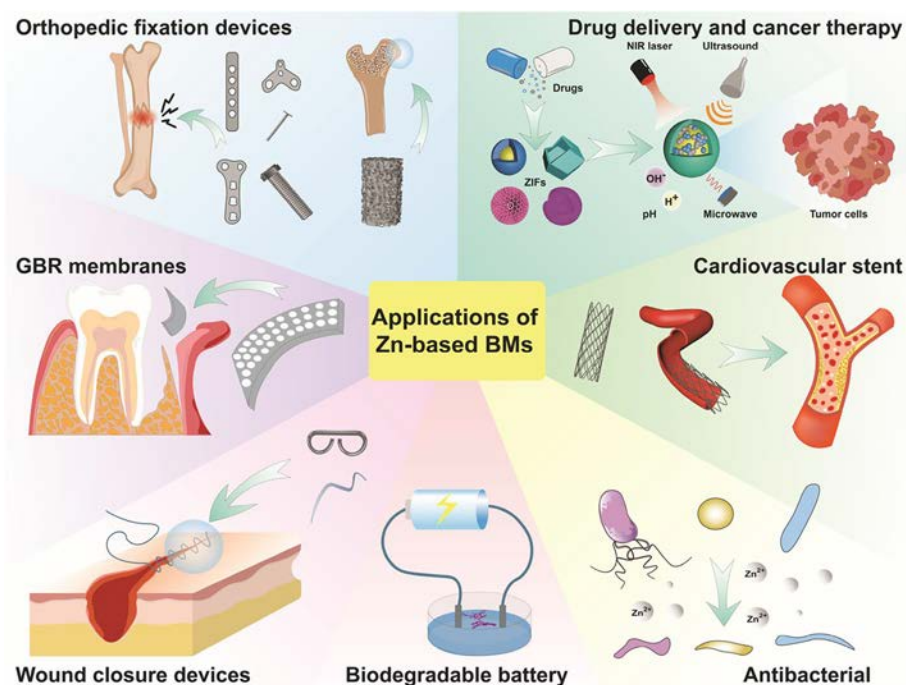 Orthopedic fixation devices
Drug delivery and cancer therapy
NIR laser
Ultrasound
Drugs
ZIFs
OH⁻
H⁺
pH
Microwave
Tumor cells
GBR membranes
Applications of
Zn-based BMs
Cardiovascular stent
Zn²⁺
Zn²⁺
Zn²⁺
Wound closure devices
Biodegradable battery
Antibacterial